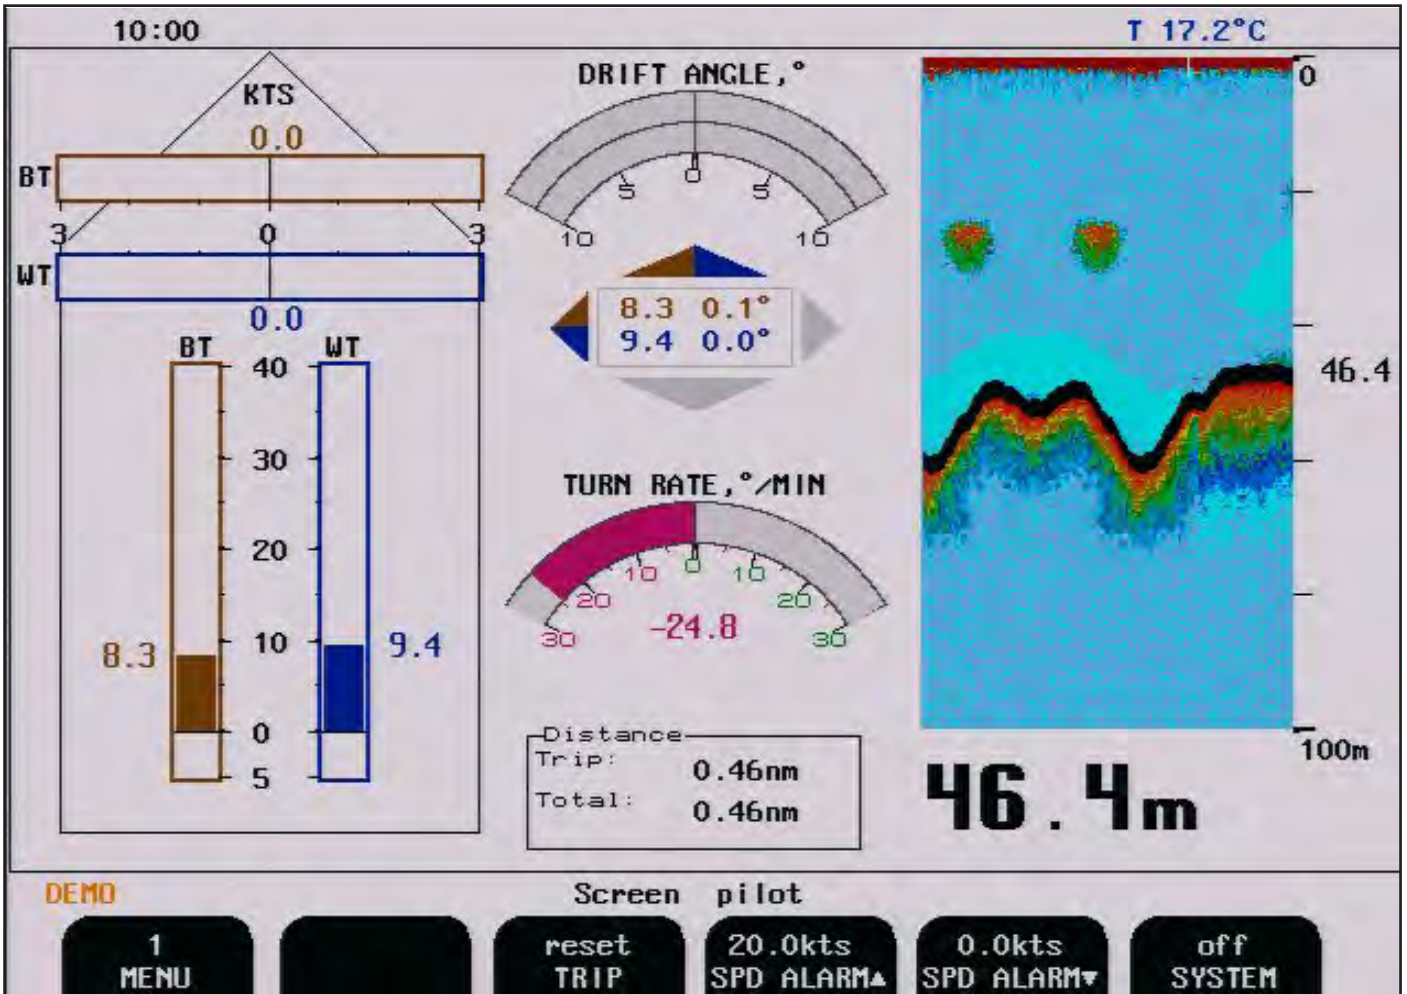 10:00
T 17.2°C
KTS
0.0
BT
3 0 3
WT
0.0
BT WT
40
30
20
10
0
5
8.3
9.4
DRIFT ANGLE,°
10 5 0 5 10
8.3 0.1°
9.4 0.0°
TURN RATE,°/MIN
30 20 10 0 10 20 30
-24.8
Distance
Trip: 0.46nm
Total: 0.46nm
0
46.4
100m
46.4m
DEMO
Screen pilot
1
MENU
reset
TRIP
20.0kts
SPD ALARM▲
0.0kts
SPD ALARM▼
off
SYSTEM